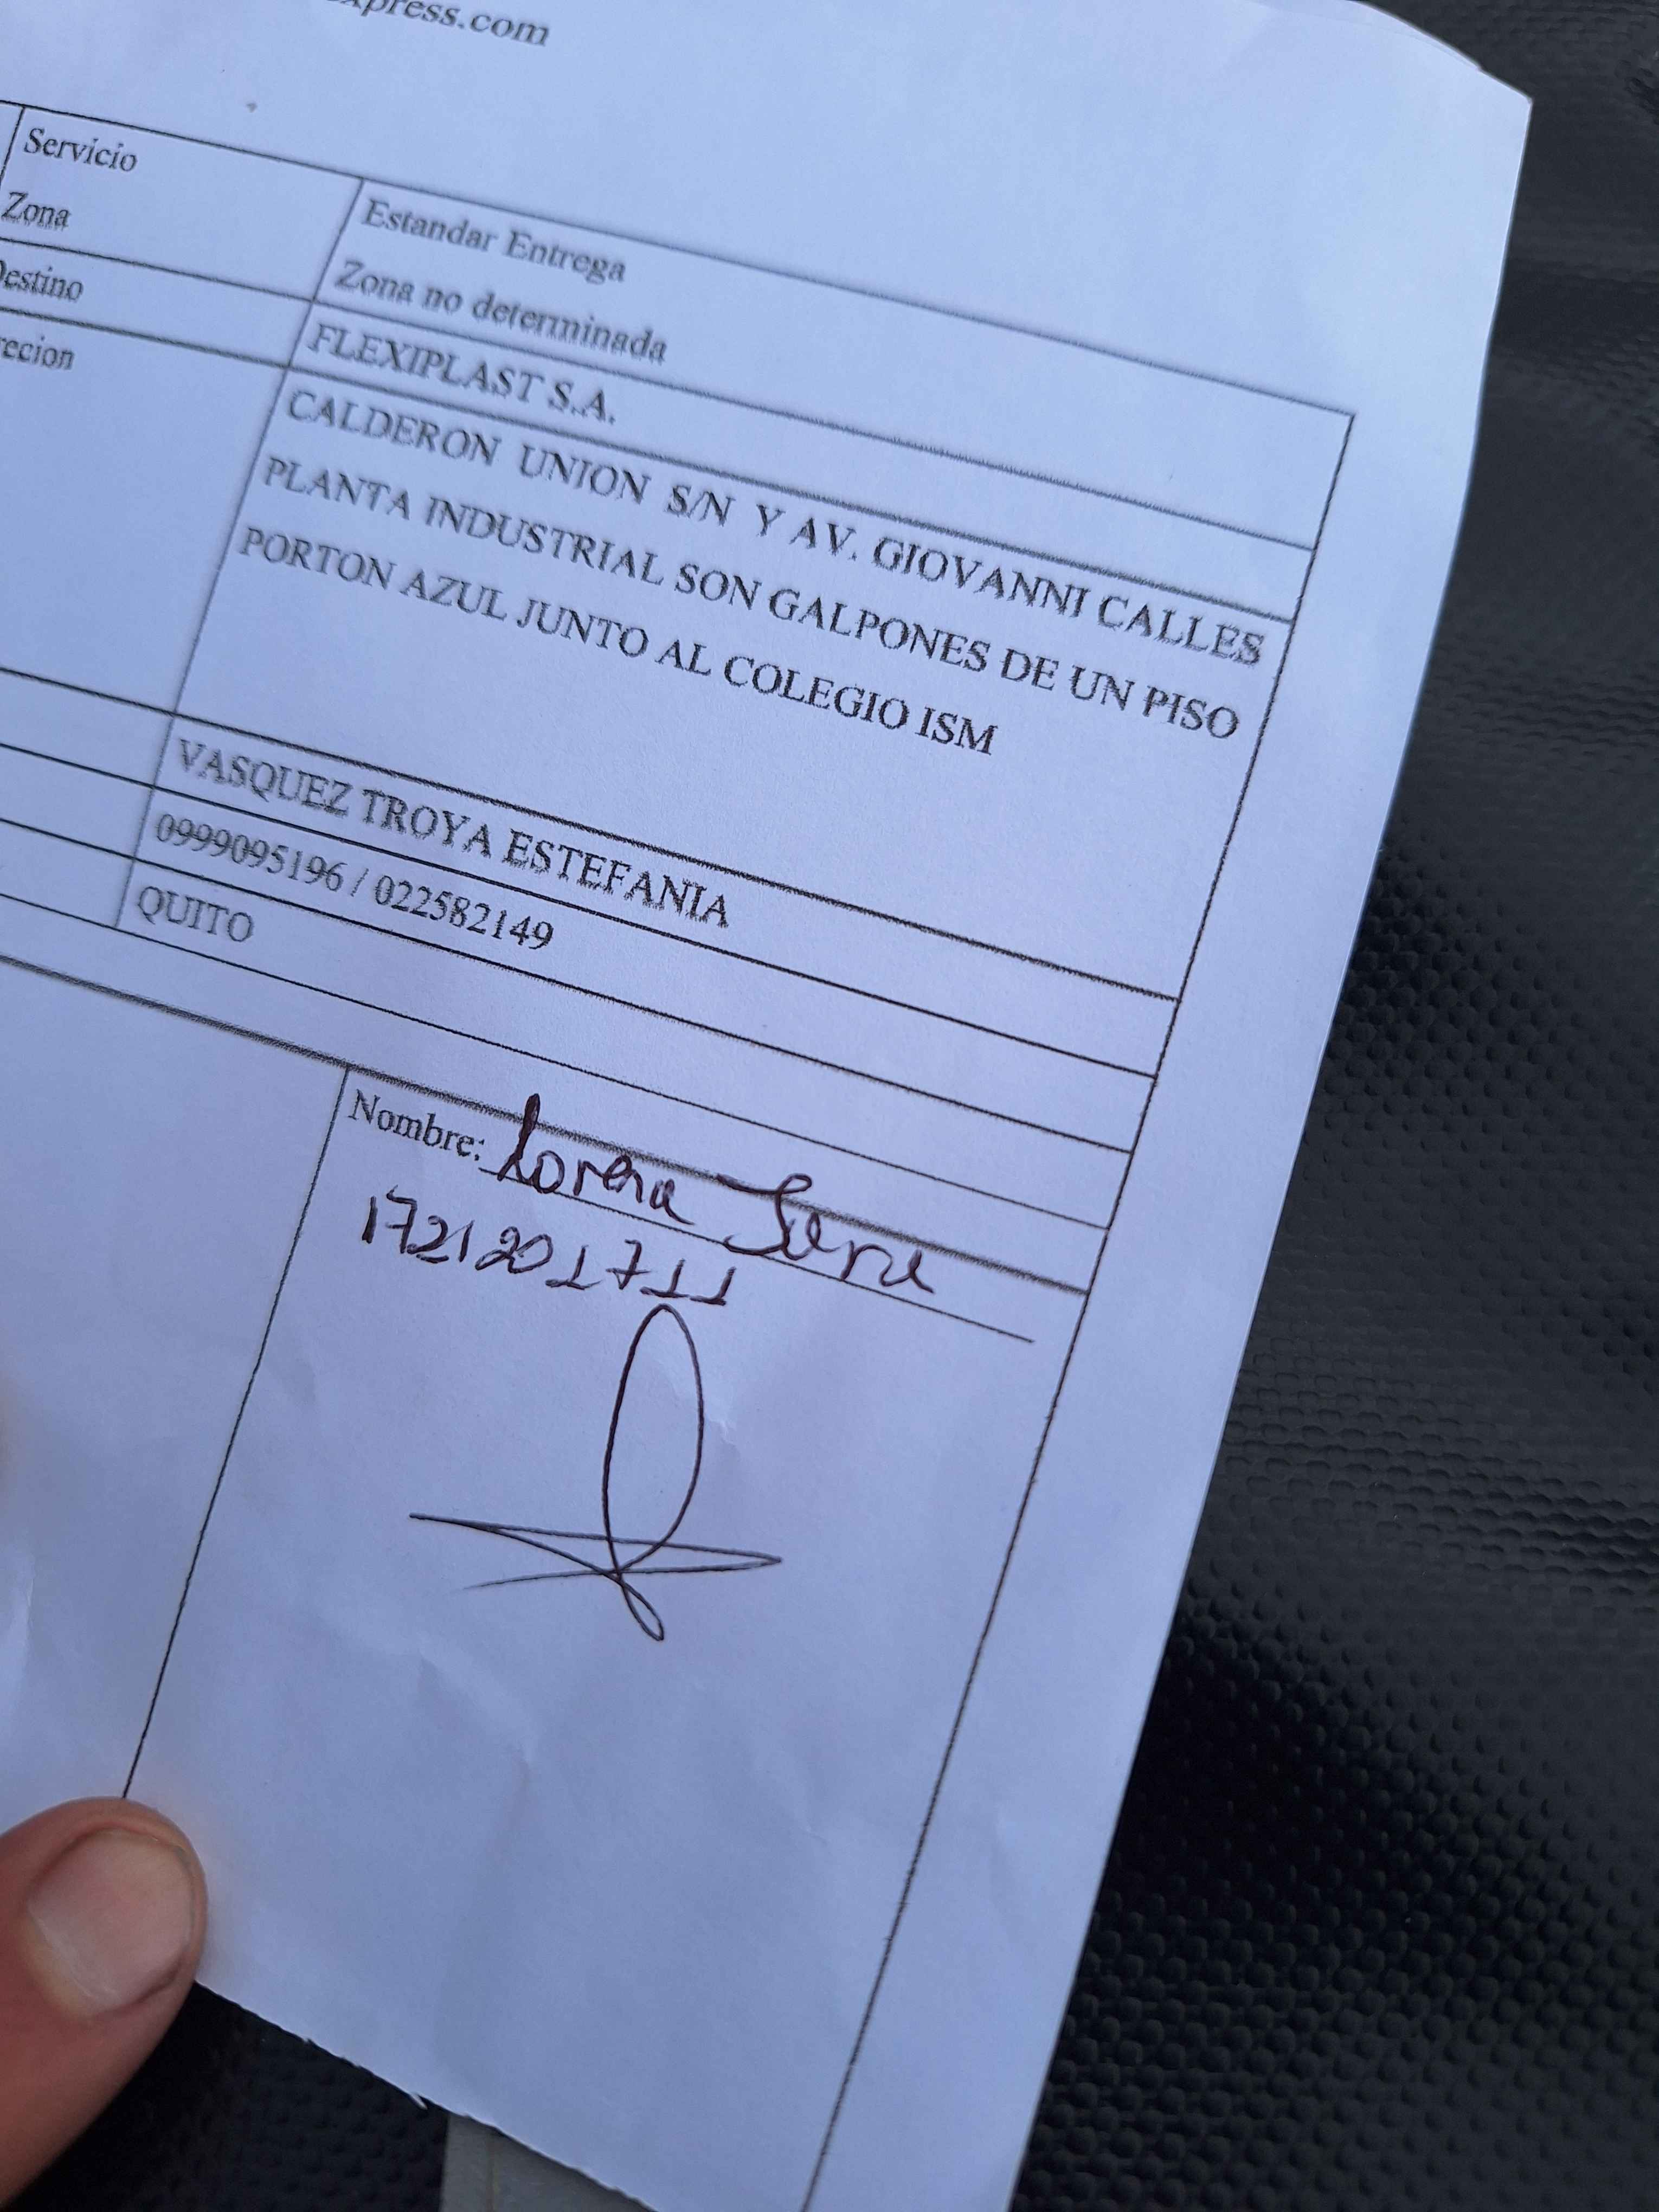 xpress.com
Servicio
Estandar Entrega
Zona
Zona no determinada
Destino
FLEXIPLAST S.A.
recion
CALDERON UNION S/N Y AV. GIOVANNI CALLES
PLANTA INDUSTRIAL SON GALPONES DE UN PISO
PORTON AZUL JUNTO AL COLEGIO ISM
VASQUEZ TROYA ESTEFANIA
0999095196 / 022582149
QUITO
Nombre: Lorena
1721201711